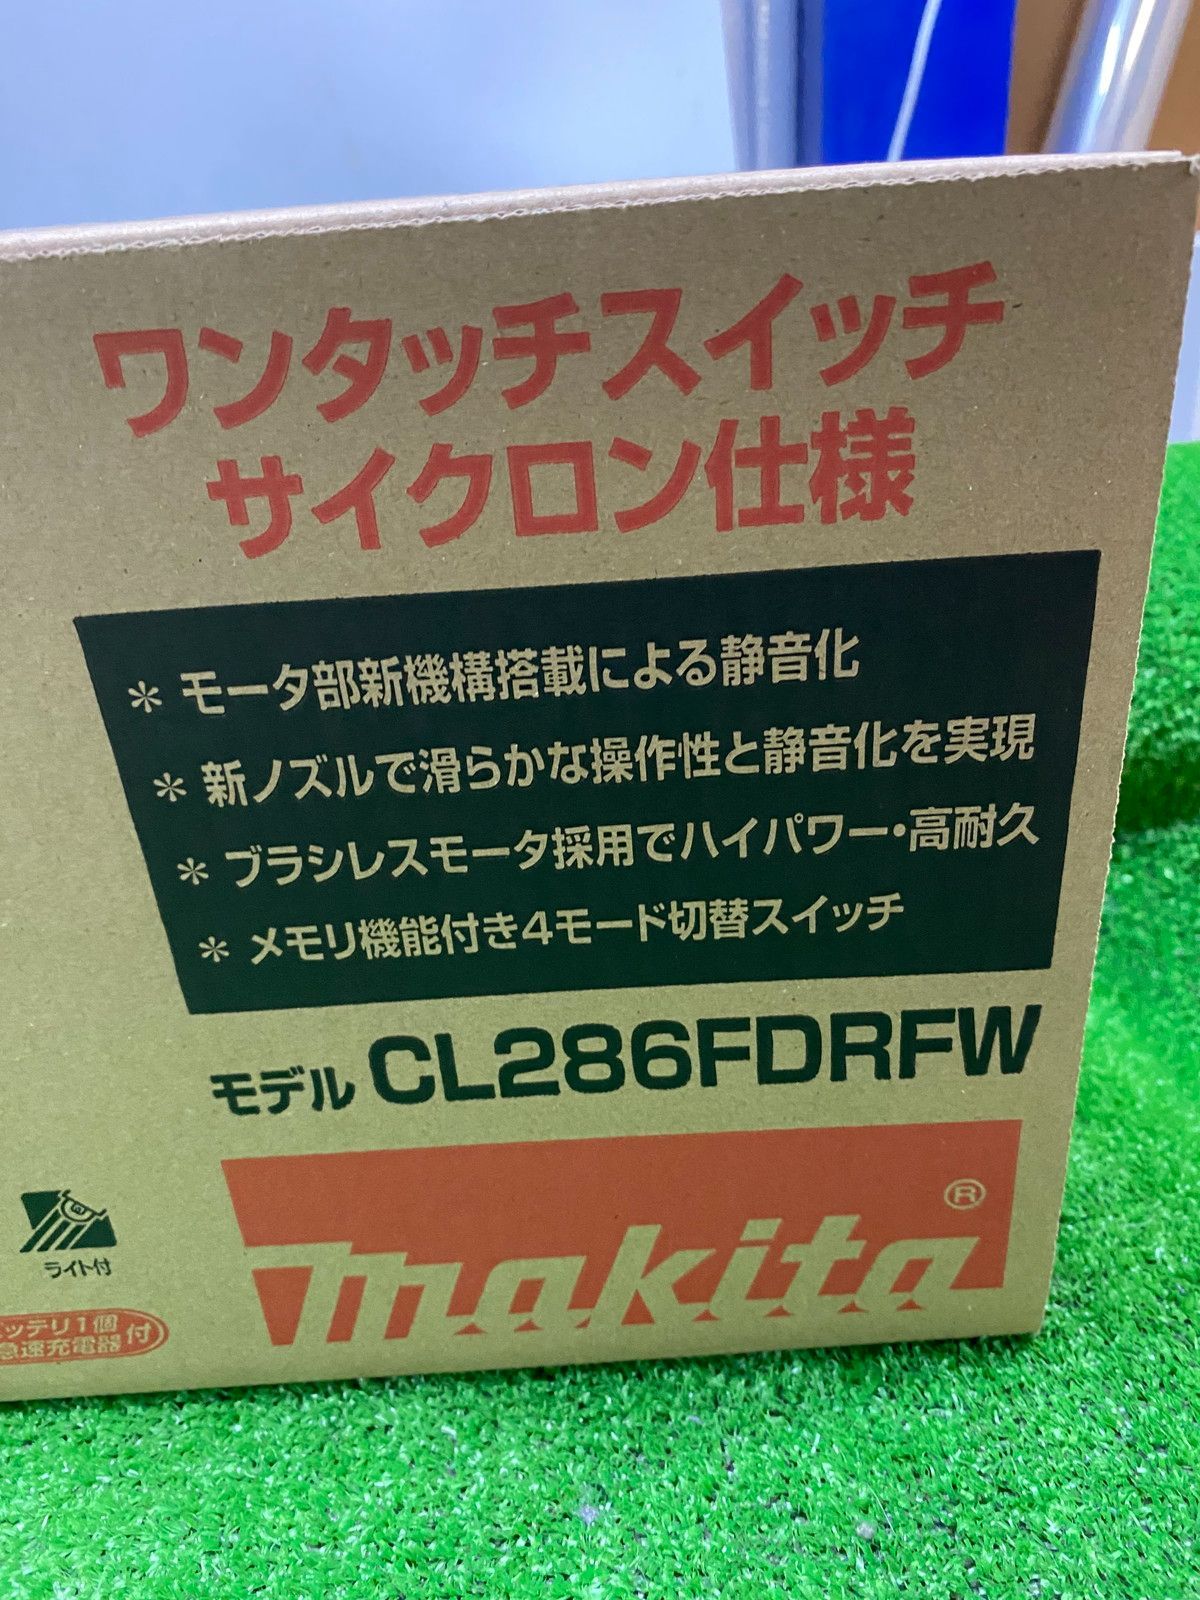 ワンタッチスイッチ
サイクロン仕様
* モータ部新機構搭載による静音化
* 新ノズルで滑らかな操作性と静音化を実現
* ブラシレスモータ採用でハイパワー・高耐久
* メモリ機能付き4モード切替スイッチ
モデル CL286FDRFW
makita®
ライト付
ッテリ1個
急速充電器 付